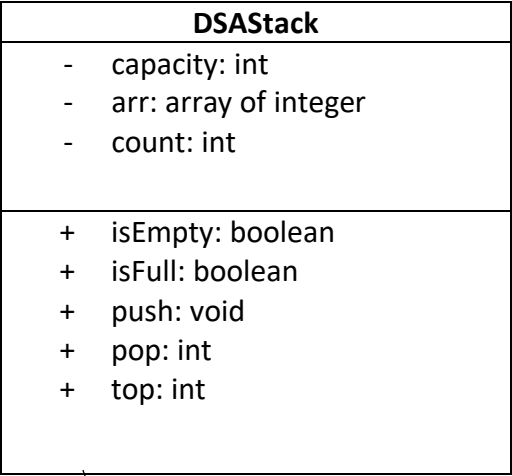 DSAStack
- capacity: int
- arr: array of integer
- count: int
+ isEmpty: boolean
+ isFull: boolean
+ push: void
+ pop: int
+ top: int
\